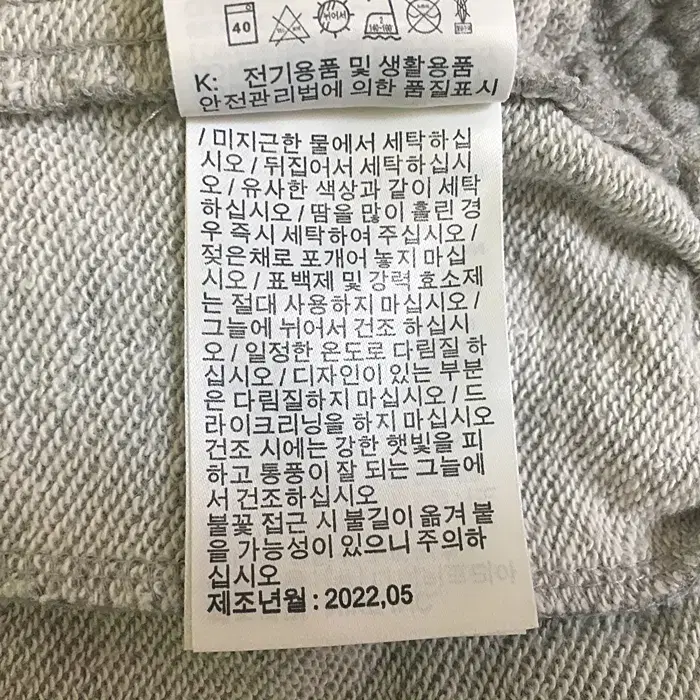 40
뉘어서
2
140-160
K: 전기용품 및 생활용품
안전관리법에 의한 품질표시
/ 미지근한 물에서 세탁하십
시오 / 뒤집어서 세탁하십시
오 / 유사한 색상과 같이 세탁
하십시오 / 땀을 많이 흘린 경
우 즉시 세탁하여 주십시오 /
젖은채로 포개어 놓지 마십
시오 / 표백제 및 강력 효소제
는 절대 사용하지 마십시오 /
그늘에 뉘어서 건조 하십시
오 / 일정한 온도로 다림질 하
십시오 / 디자인이 있는 부분
은 다림질하지 마십시오 / 드
라이크리닝을 하지 마십시오
건조 시에는 강한 햇빛을 피
하고 통풍이 잘 되는 그늘에
서 건조하십시오
불꽃 접근 시 불길이 옮겨 붙
을 가능성이 있으니 주의하
십시오
제조년월 : 2022,05